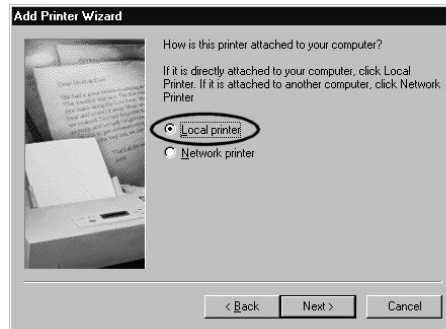 Add Printer Wizard
How is this printer attached to your computer?
If it is directly attached to your computer, click Local
Printer. If it is attached to another computer, click Network
Printer
Local printer
Network printer
< Back
Next >
Cancel